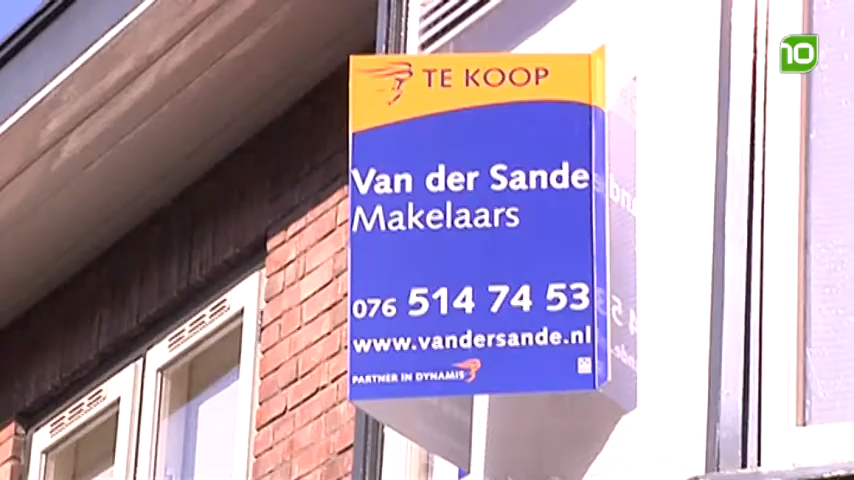 10
TE KOOP
Van der Sande
Makelaars
076 514 74 53
www.vandersande.nl
PARTNER IN DYNAMIS